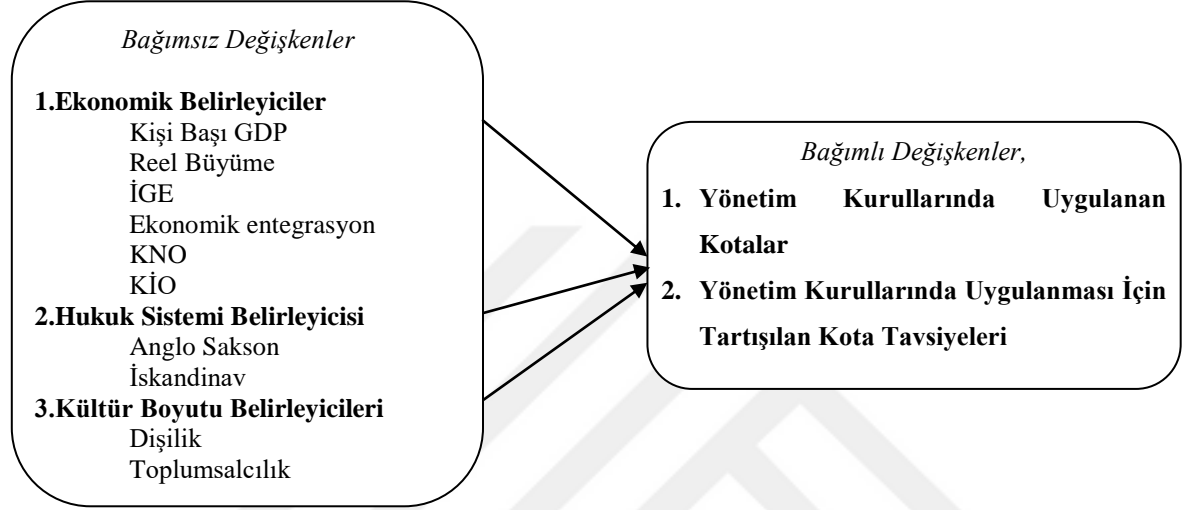 Bağımsız Değişkenler
1.Ekonomik Belirleyiciler
Kişi Başı GDP
Reel Büyüme
İGE
Ekonomik entegrasyon
KNO
KİO
2.Hukuk Sistemi Belirleyicisi
Anglo Sakson
İskandinav
3.Kültür Boyutu Belirleyicileri
Dişilik
Toplumsalcılık
Bağımlı Değişkenler,
1. Yönetim Kurullarında Uygulanan
Kotalar
2. Yönetim Kurullarında Uygulanması İçin
Tartışılan Kota Tavsiyeleri